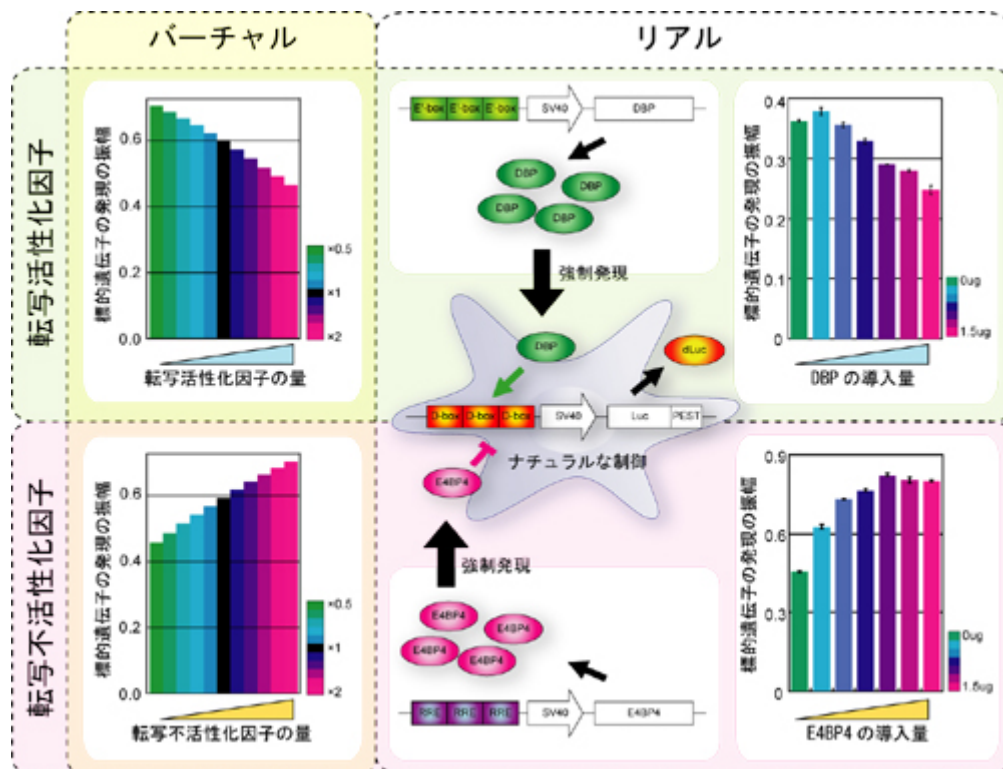 バーチャル
リアル
転写活性化因子
標的遺伝子の発現の振幅
0.6
0.4
0.2
0.0
×0.5
×1
×2
転写活性化因子の量
E'-box E'-box E'-box SV40 DBP
DBP
DBP
DBP
DBP
強制発現
DBP
dLuc
D-box D-box D-box SV40 Luc PEST
ナチュラルな制御
標的遺伝子の発現の振幅
0.4
0.3
0.2
0.1
0
0ug
1.5ug
DBPの導入量
転写不活性化因子
標的遺伝子の発現の振幅
0.6
0.4
0.2
0.0
×0.5
×1
×2
転写不活性化因子の量
E4BP4
強制発現
E4BP4
E4BP4
E4BP4
E4BP4
RRE RRE RRE SV40 E4BP4
標的遺伝子の発現の振幅
0.9
0.6
0.3
0
0ug
1.5ug
E4BP4の導入量